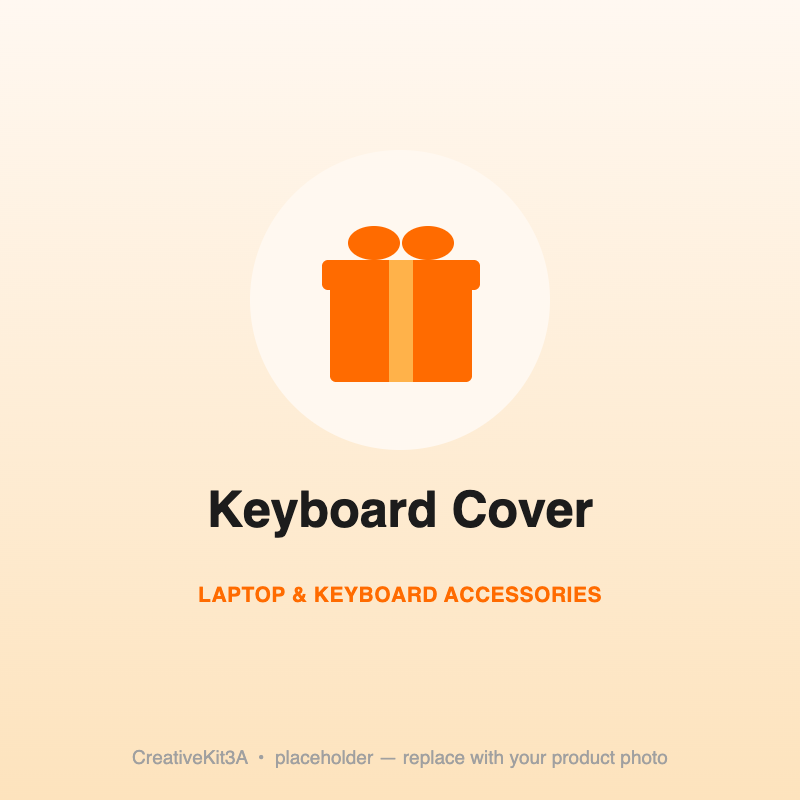 Keyboard Cover
LAPTOP & KEYBOARD ACCESSORIES
CreativeKit3A • placeholder — replace with your product photo